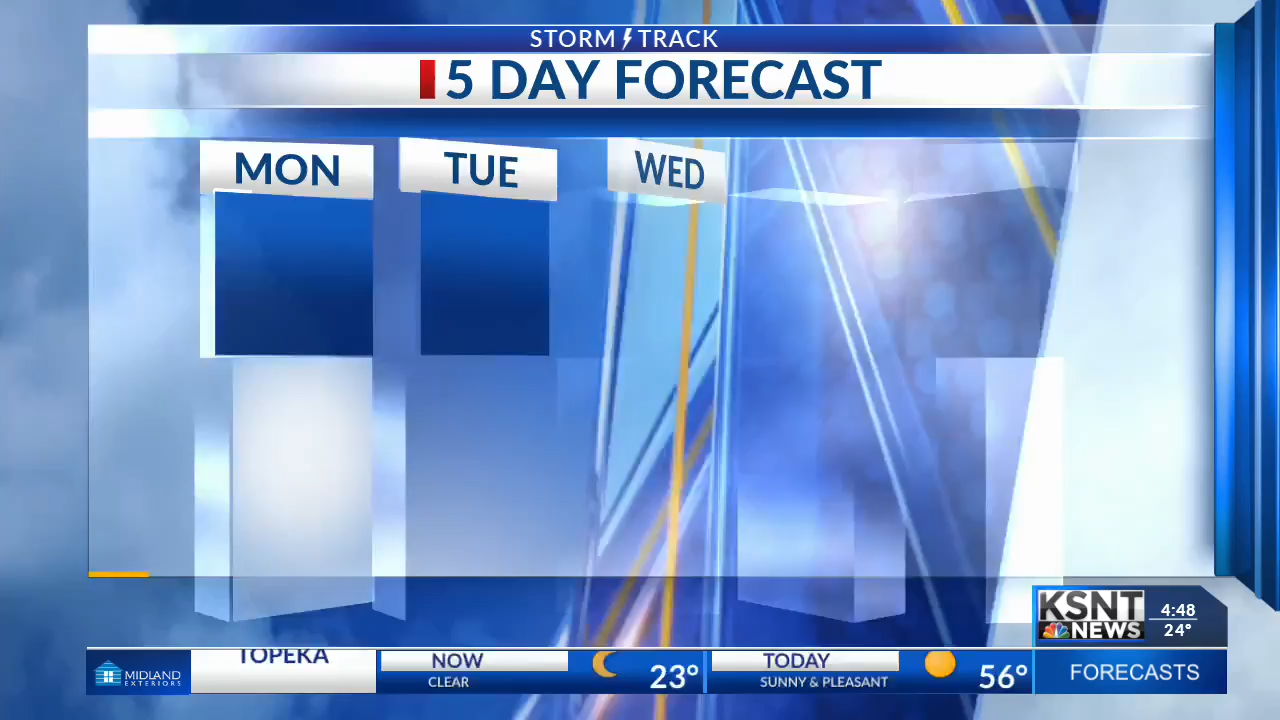 STORM TRACK
5 DAY FORECAST
MON
TUE
WED
KSNT
NEWS
4:48
24°
MIDLAND
EXTERIORS
TOPEKA
NOW
CLEAR
23°
TODAY
SUNNY & PLEASANT
56°
FORECASTS